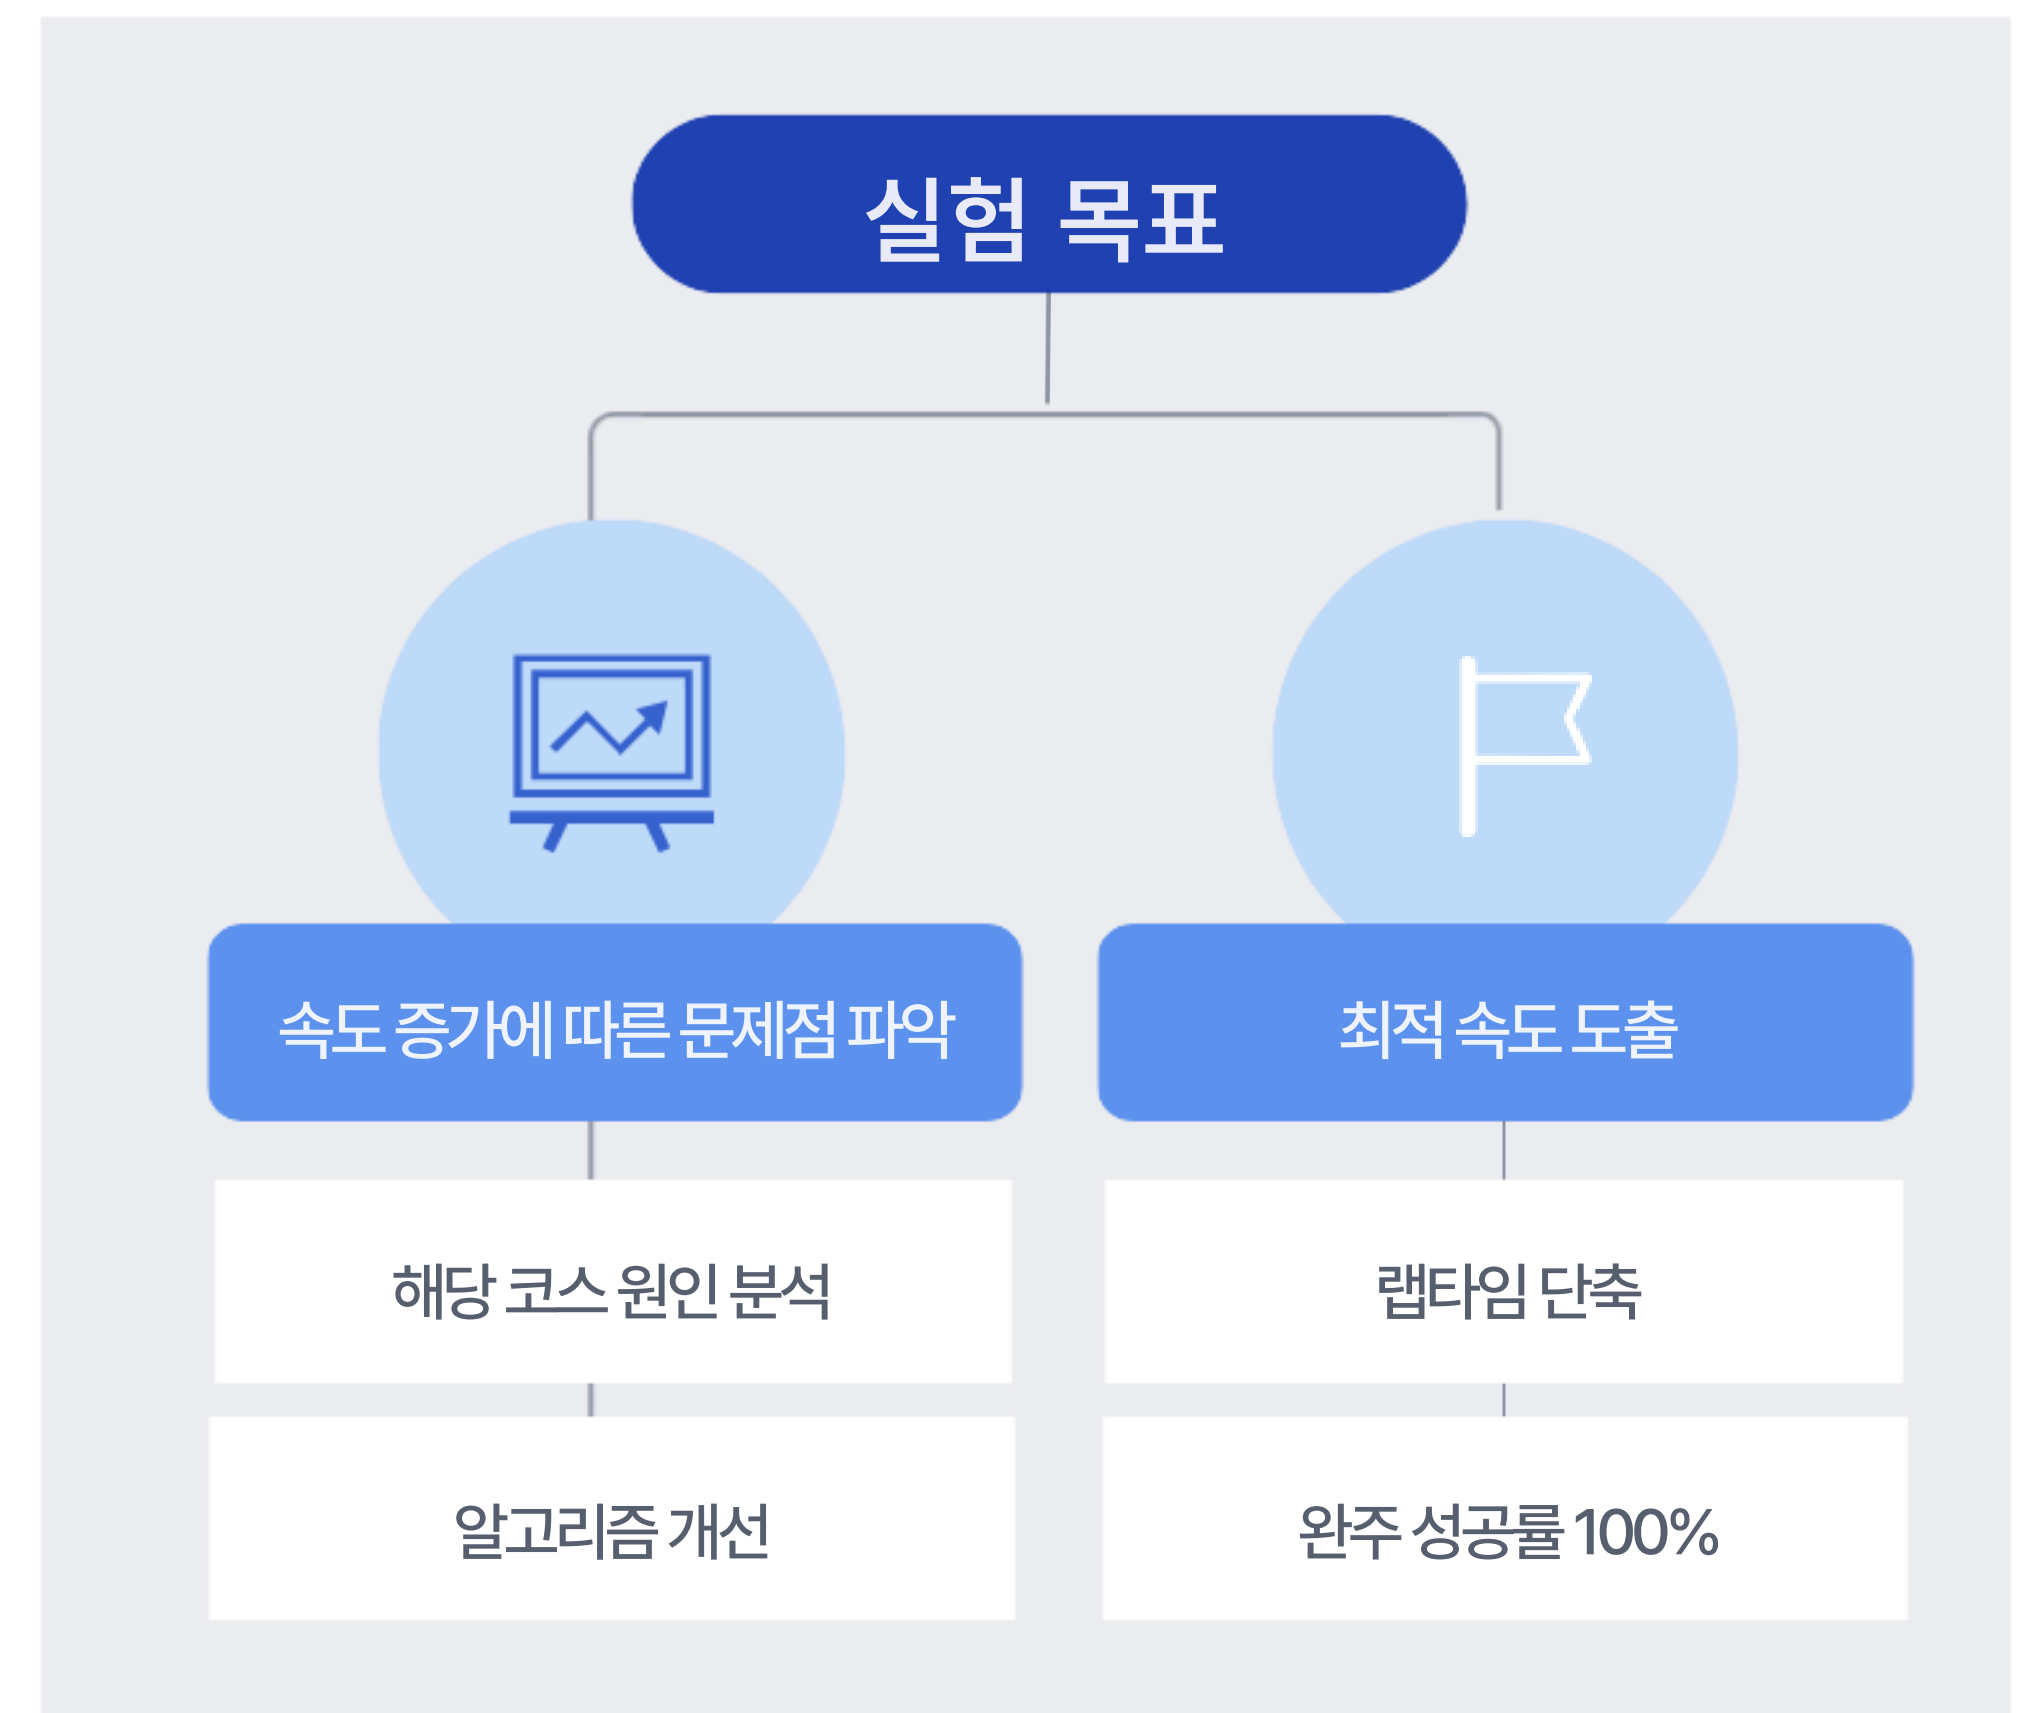 실험 목표
속도 증가에 따른 문제점 파악
최적 속도 도출
해당 코스 원인 분석
랩타임 단축
알고리즘 개선
완주 성공률 100%